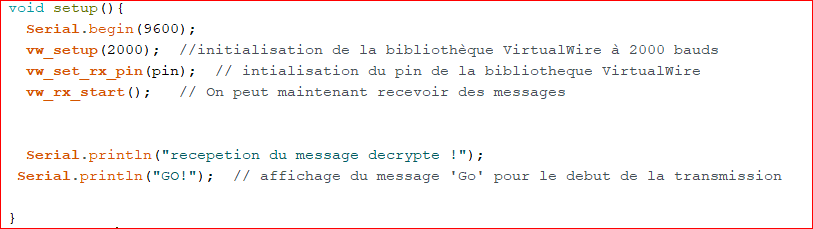 void setup(){
Serial.begin(9600);
vw_setup(2000);  //initialisation de la bibliothèque VirtualWire à 2000 bauds
vw_set_rx_pin(pin);  // intialisation du pin de la bibliotheque VirtualWire
vw_rx_start();   // On peut maintenant recevoir des messages
Serial.println("recepetion du message decrypte !");
Serial.println("GO!");  // affichage du message 'Go' pour le debut de la transmission
}